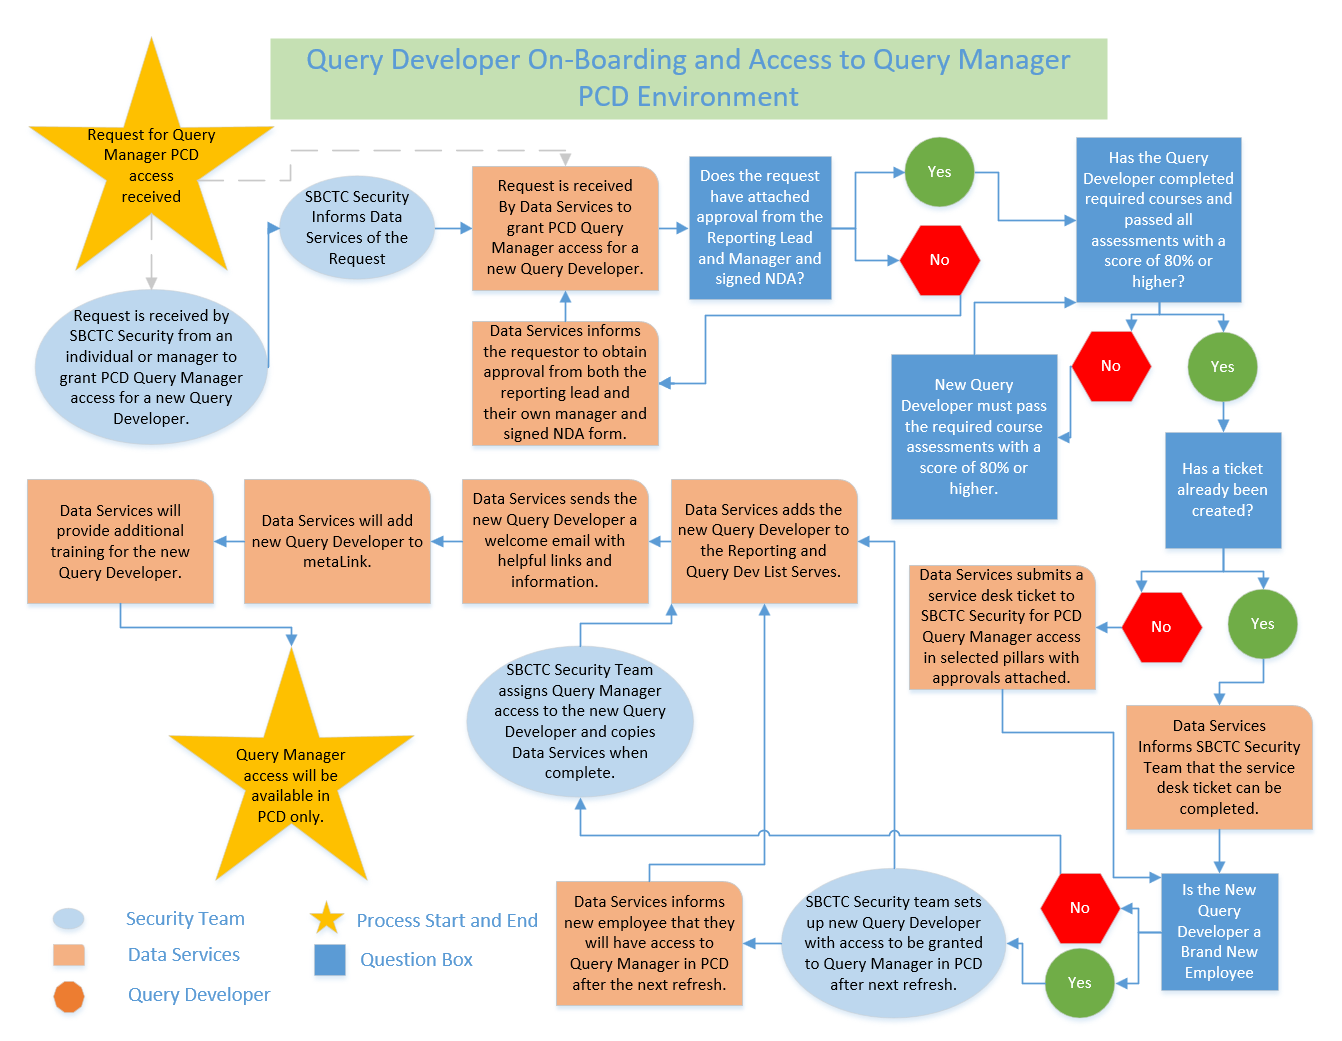 Query Developer On-Boarding and Access to Query Manager
PCD Environment
Request for Query
Manager PCD
access
received
Request is received by
SBCTC Security from an
individual or manager to
grant PCD Query Manager
access for a new Query
Developer.
SBCTC Security
Informs Data
Services of the
Request
Request is received
By Data Services to
grant PCD Query
Manager access for a
new Query Developer.
Data Services informs
the requestor to obtain
approval from both the
reporting lead and
their own manager and
signed NDA form.
Does the request
have attached
approval from the
Reporting Lead
and Manager and
signed NDA?
Yes
No
Has the Query
Developer completed
required courses and
passed all
assessments with a
score of 80% or
higher?
No
Yes
New Query
Developer must pass
the required course
assessments with a
score of 80% or
higher.
Has a ticket
already been
created?
No
Yes
Data Services submits a
service desk ticket to
SBCTC Security for PCD
Query Manager access
in selected pillars with
approvals attached.
Data Services
Informs SBCTC Security
Team that the service
desk ticket can be
completed.
Is the New
Query
Developer a
Brand New
Employee
No
Yes
SBCTC Security team sets
up new Query Developer
with access to be granted
to Query Manager in PCD
after next refresh.
Data Services informs
new employee that they
will have access to
Query Manager in PCD
after the next refresh.
SBCTC Security Team
assigns Query Manager
access to the new Query
Developer and copies
Data Services when
complete.
Data Services adds the
new Query Developer to
the Reporting and
Query Dev List Serves.
Data Services sends the
new Query Developer a
welcome email with
helpful links and
information.
Data Services will add
new Query Developer to
metaLink.
Data Services will
provide additional
training for the new
Query Developer.
Query Manager
access will be
available in
PCD only.
Security Team
Data Services
Query Developer
Process Start and End
Question Box